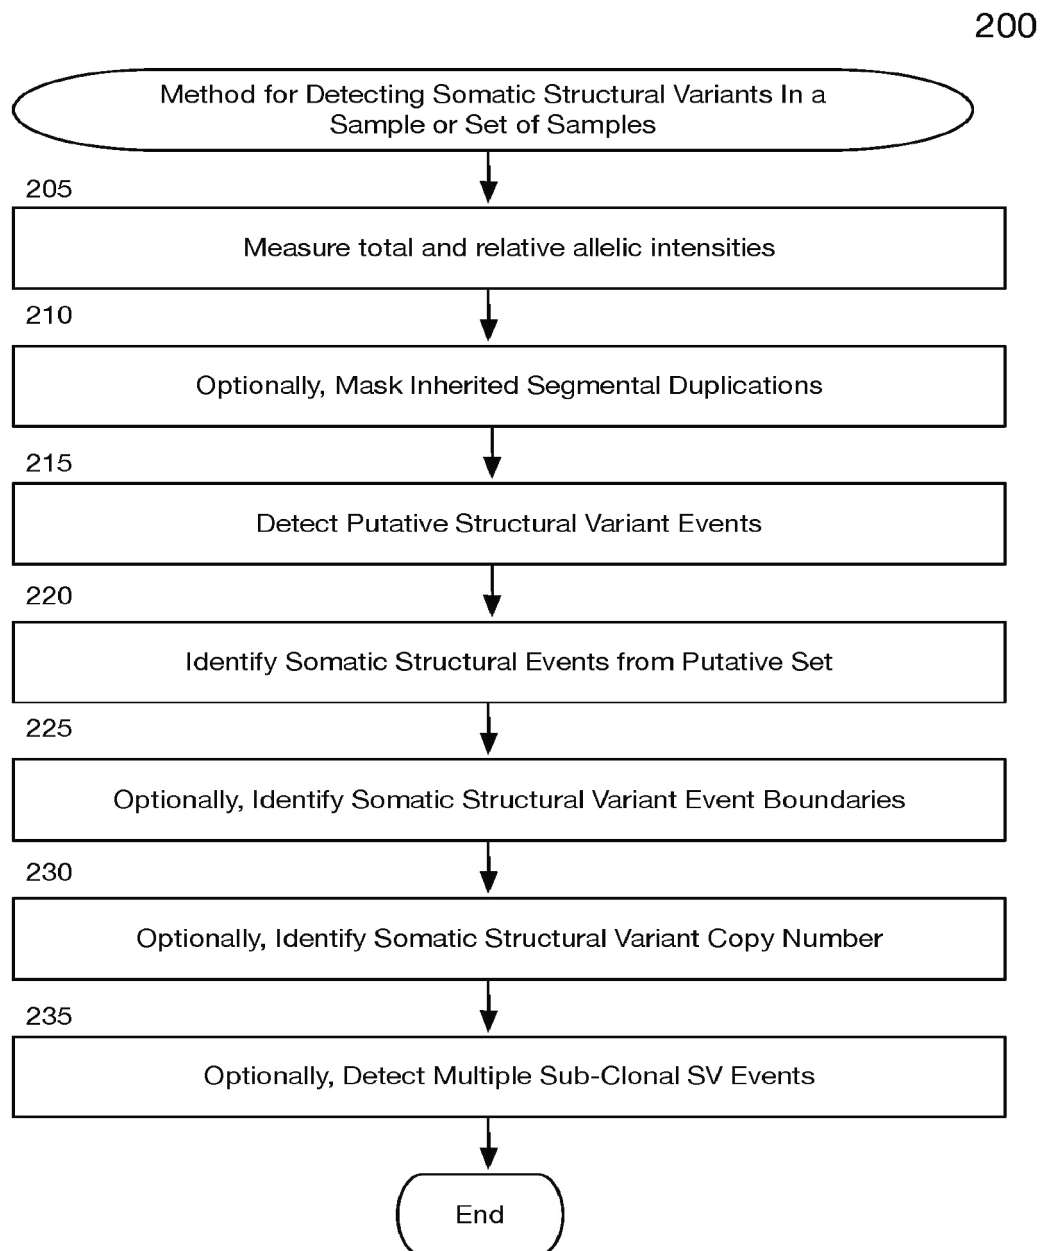 200
Method for Detecting Somatic Structural Variants In a
Sample or Set of Samples
205
Measure total and relative allelic intensities
210
Optionally, Mask Inherited Segmental Duplications
215
Detect Putative Structural Variant Events
220
Identify Somatic Structural Events from Putative Set
225
Optionally, Identify Somatic Structural Variant Event Boundaries
230
Optionally, Identify Somatic Structural Variant Copy Number
235
Optionally, Detect Multiple Sub-Clonal SV Events
End